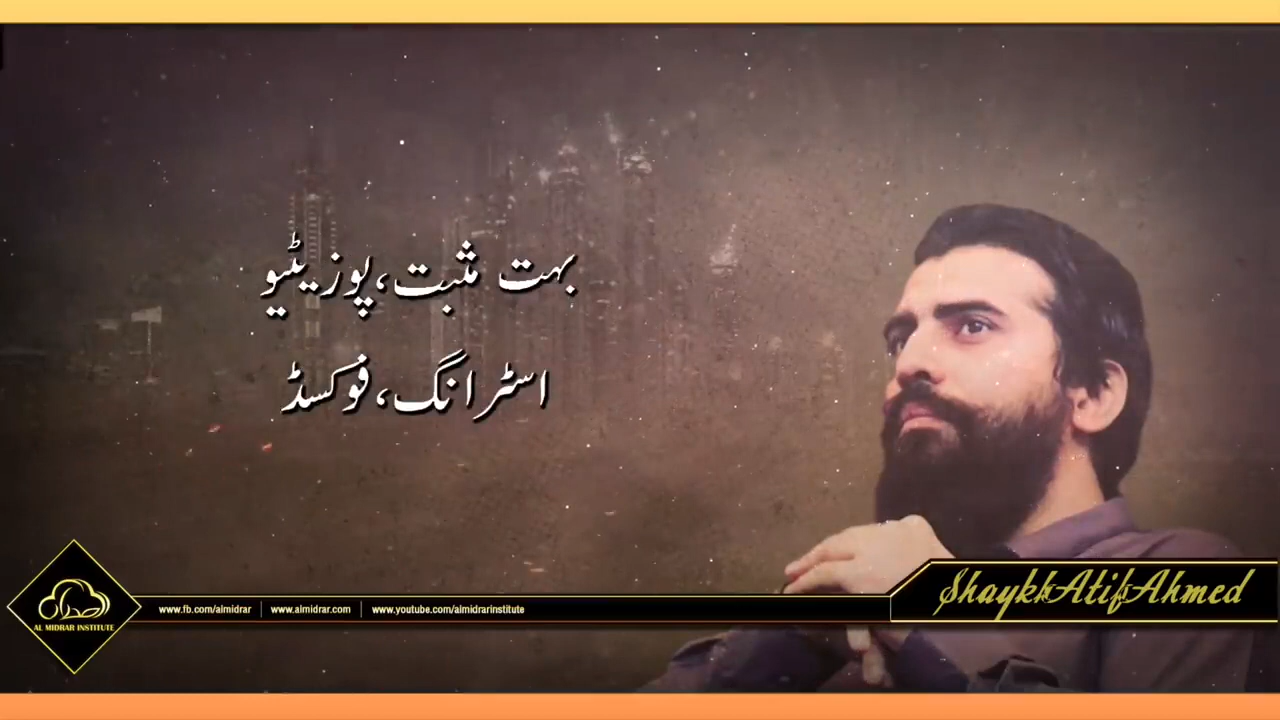 بہت مثبت،پوزیٹیو
اسٹرانگ،فوکسڈ
ShaykhAtifAhmed
AL MIDRAR INSTITUTE
www.fb.com/almidrar
www.almidrar.com
www.youtube.com/almidrarinstitute